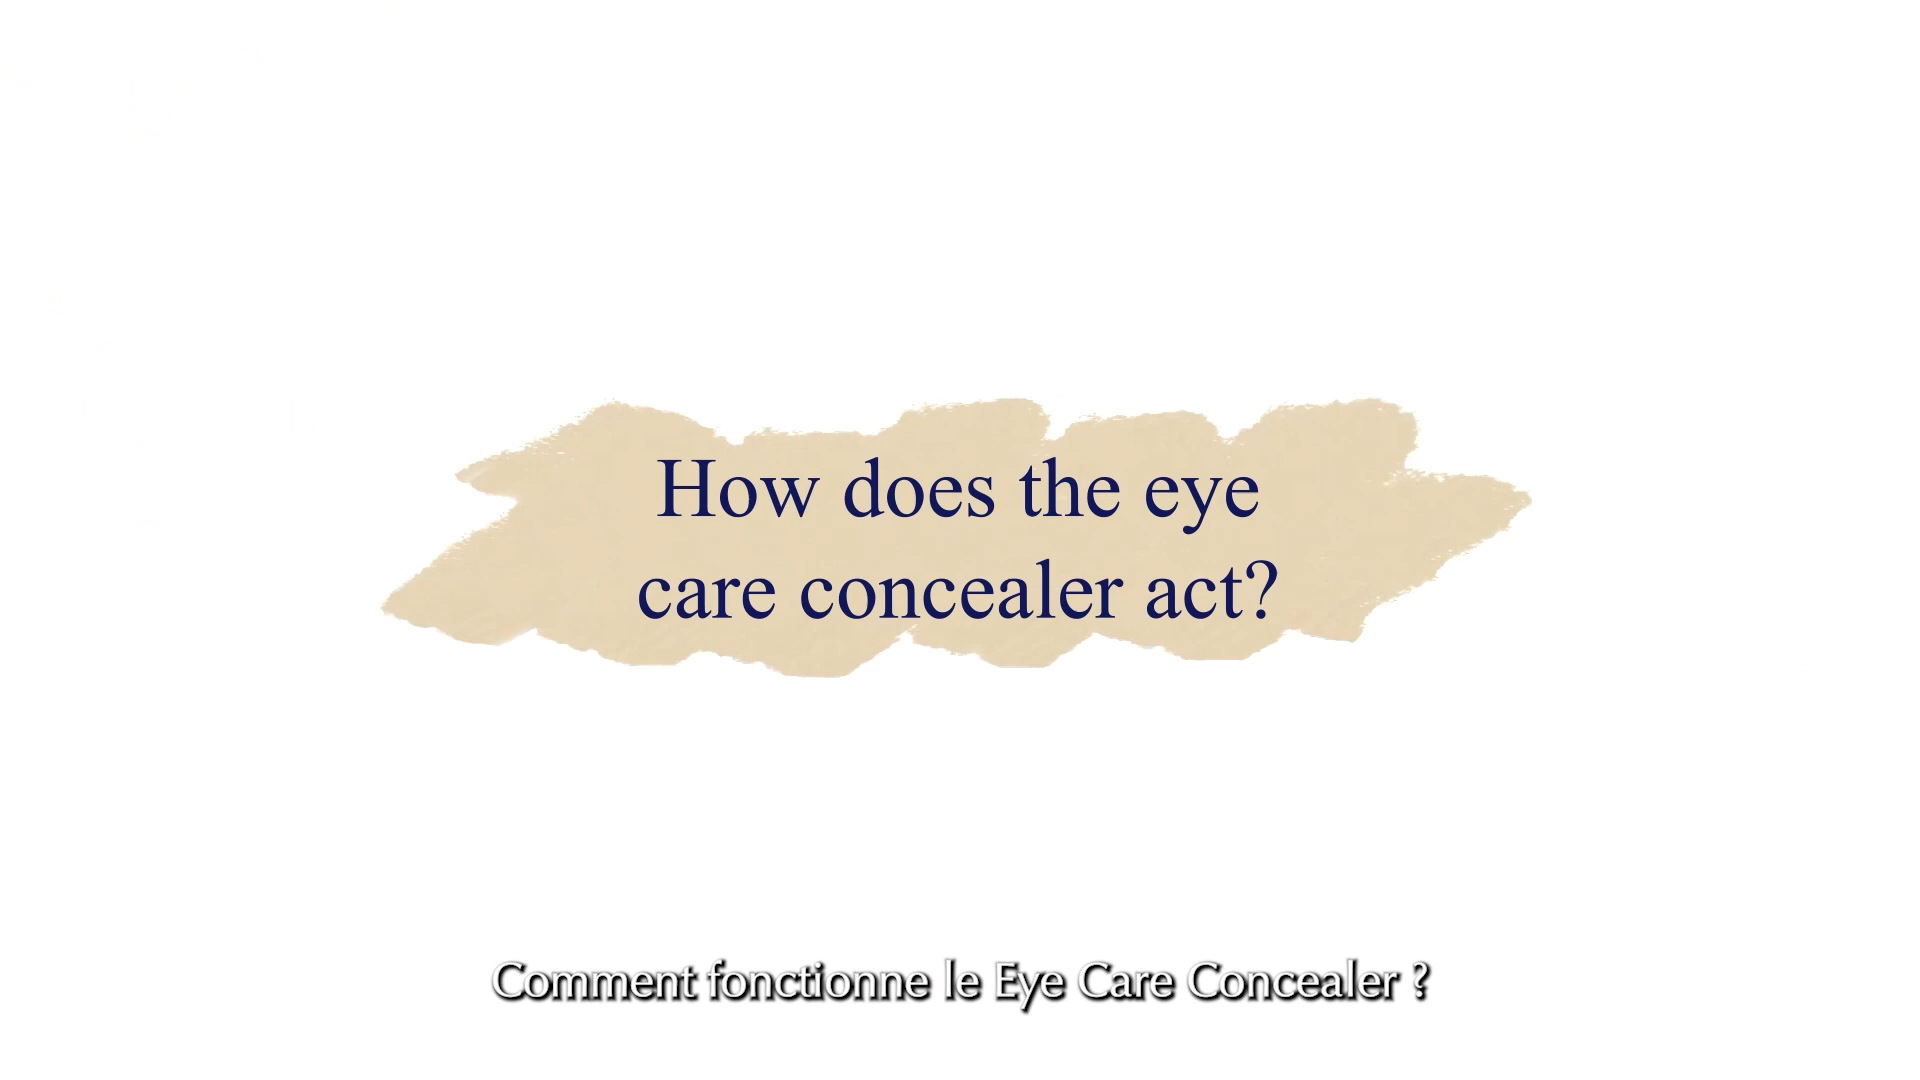 How does the eye
care concealer act?
Comment fonctionne le Eye Care Concealer ?